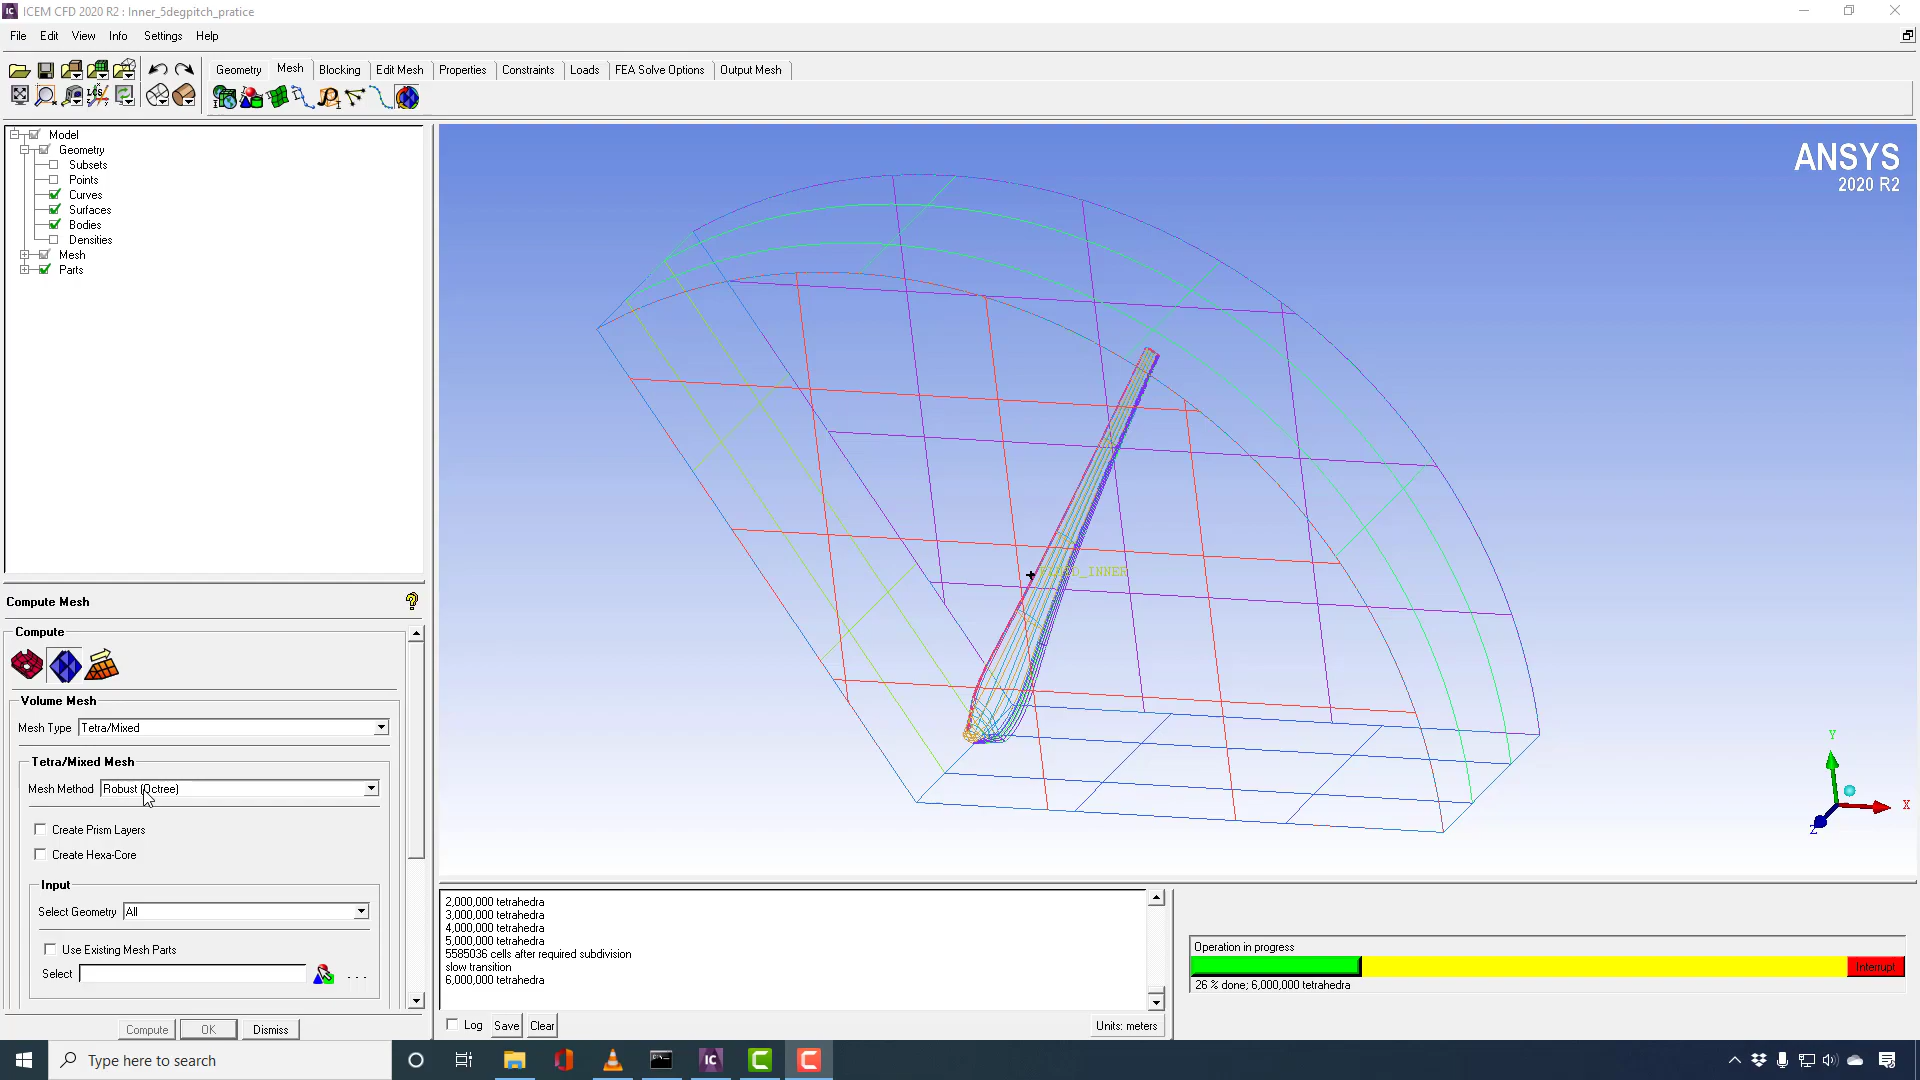 ICEM CFD 2020 R2 : Inner_5degpitch_pratice
File Edit View Info Settings Help
Geometry Mesh Blocking Edit Mesh Properties Constraints Loads FEA Solve Options Output Mesh
Model
Geometry
Subsets
Points
Curves
Surfaces
Bodies
Densities
Mesh
Parts
ANSYS
2020 R2
Y
X
Z
Compute Mesh
Compute
Volume Mesh
Mesh Type Tetra/Mixed
Tetra/Mixed Mesh
Mesh Method Robust (Octree)
Create Prism Layers
Create Hexa-Core
Input
Select Geometry All
Use Existing Mesh Parts
Select . . .
Compute OK Dismiss
2,000,000 tetrahedra
3,000,000 tetrahedra
4,000,000 tetrahedra
5,000,000 tetrahedra
5585036 cells after required subdivision
slow transition
6,000,000 tetrahedra
Log Save Clear
Units: meters
Operation in progress
Interrupt
26 % done; 6,000,000 tetrahedra
Type here to search